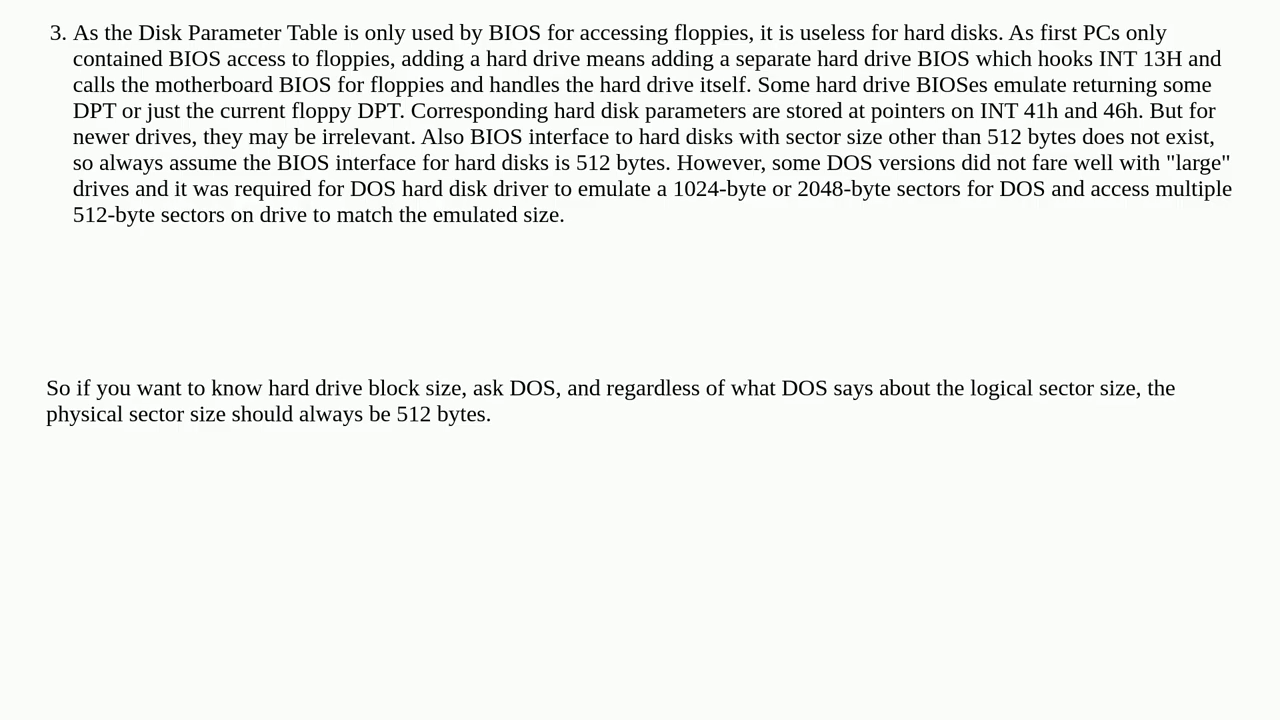 3. As the Disk Parameter Table is only used by BIOS for accessing floppies, it is useless for hard disks. As first PCs only
contained BIOS access to floppies, adding a hard drive means adding a separate hard drive BIOS which hooks INT 13H and
calls the motherboard BIOS for floppies and handles the hard drive itself. Some hard drive BIOSes emulate returning some
DPT or just the current floppy DPT. Corresponding hard disk parameters are stored at pointers on INT 41h and 46h. But for
newer drives, they may be irrelevant. Also BIOS interface to hard disks with sector size other than 512 bytes does not exist,
so always assume the BIOS interface for hard disks is 512 bytes. However, some DOS versions did not fare well with "large"
drives and it was required for DOS hard disk driver to emulate a 1024-byte or 2048-byte sectors for DOS and access multiple
512-byte sectors on drive to match the emulated size.
So if you want to know hard drive block size, ask DOS, and regardless of what DOS says about the logical sector size, the
physical sector size should always be 512 bytes.